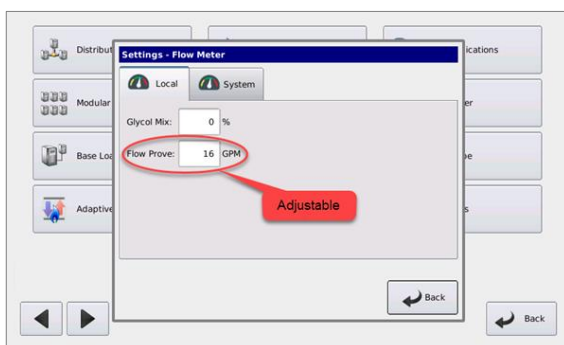 Distribut
ications
Settings - Flow Meter
Local
System
Modular
er
Glycol Mix:
0
%
Base Loa
Flow Prove:
16
GPM
pe
Adjustable
Adaptive
s
Back
Back